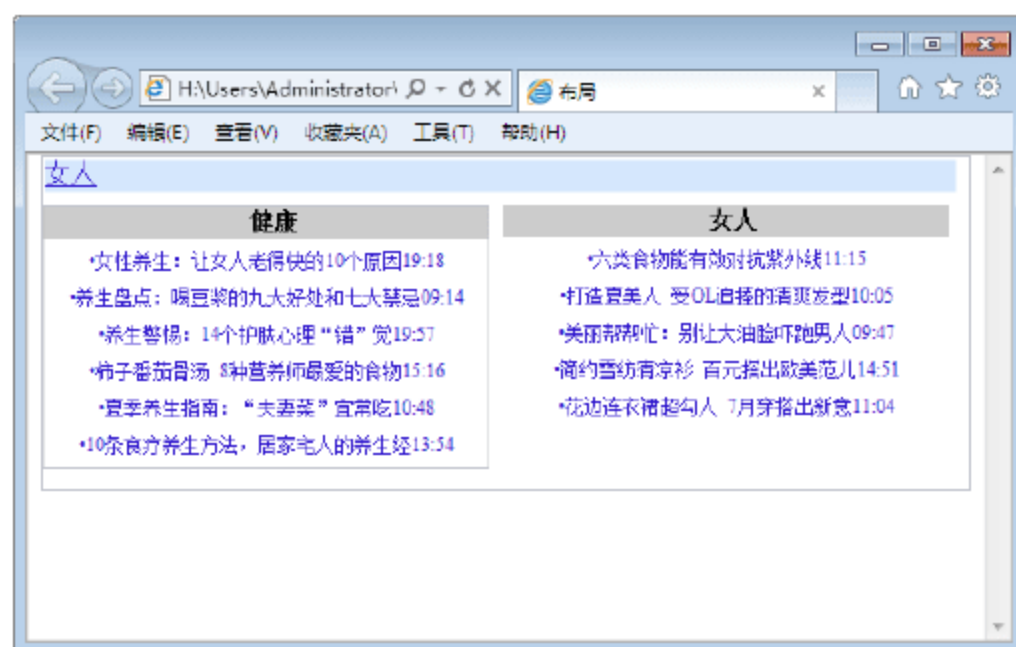 H:\Users\Administrator\
布局
文件(F) 编辑(E) 查看(V) 收藏夹(A) 工具(T) 帮助(H)
女人
健康
•女性养生：让女人老得快的10个原因19:18
•养生盘点：喝豆浆的九大好处和七大禁忌09:14
•养生警惕：14个护肤心理“错”觉19:57
•柿子番茄骨汤 8种营养师最爱的食物15:16
•夏季养生指南：“夫妻菜”宜常吃10:48
•10条食疗养生方法，居家宅人的养生经13:54
女人
•六类食物能有效对抗紫外线11:15
•打造夏美人 受OL追捧的清爽发型10:05
•美丽帮帮忙：别让大油脸吓跑男人09:47
•简约雪纺清凉衫 百元搭出欧美范儿14:51
•花边连衣裙超勾人 7月穿搭出新意11:04